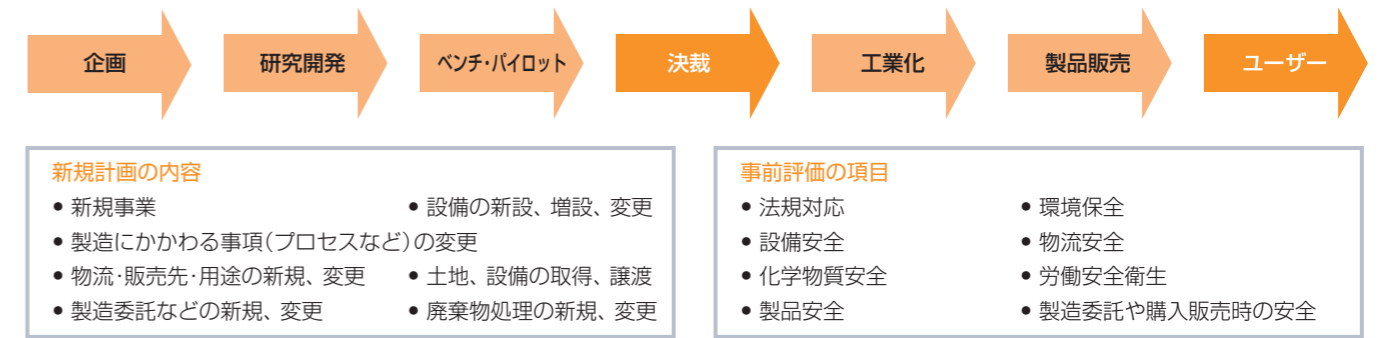 企画
研究開発
ベンチ・パイロット
決裁
工業化
製品販売
ユーザー
新規計画の内容
• 新規事業
• 設備の新設、増設、変更
• 製造にかかわる事項(プロセスなど)の変更
• 物流・販売先・用途の新規、変更
• 土地、設備の取得、譲渡
• 製造委託などの新規、変更
• 廃棄物処理の新規、変更
事前評価の項目
• 法規対応
• 環境保全
• 設備安全
• 物流安全
• 化学物質安全
• 労働安全衛生
• 製品安全
• 製造委託や購入販売時の安全